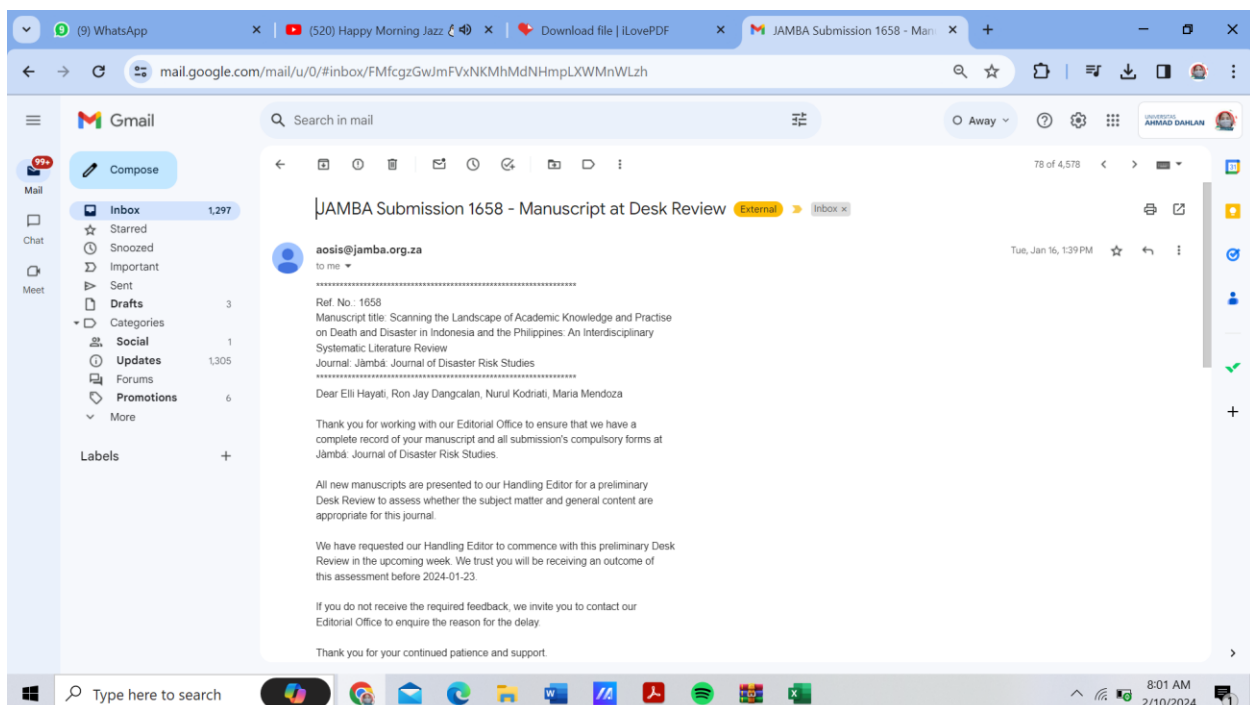 (9) WhatsApp
(520) Happy Morning Jazz
Download file | iLovePDF
JAMBA Submission 1658 - Man
mail.google.com/mail/u/0/#inbox/FMfcgzGwJmFVxNKMhMdNHmpLXWMnWLzh
Gmail
Search in mail
Away
UNIVERSITAS
AHMAD DAHLAN
99+
Mail
Chat
Meet
Compose
78 of 4,578
Inbox 1,297
Starred
Snoozed
Important
Sent
Drafts 3
Categories
Social 1
Updates 1,305
Forums
Promotions 6
More
Labels
JAMBA Submission 1658 - Manuscript at Desk Review External Inbox x
aosis@jamba.org.za Tue, Jan 16, 1:39 PM
to me
********************************************************************
Ref. No.: 1658
Manuscript title: Scanning the Landscape of Academic Knowledge and Practise
on Death and Disaster in Indonesia and the Philippines: An Interdisciplinary
Systematic Literature Review
Journal: Jàmbá: Journal of Disaster Risk Studies
********************************************************************
Dear Elli Hayati, Ron Jay Dangcalan, Nurul Kodriati, Maria Mendoza
Thank you for working with our Editorial Office to ensure that we have a
complete record of your manuscript and all submission's compulsory forms at
Jàmbá: Journal of Disaster Risk Studies.
All new manuscripts are presented to our Handling Editor for a preliminary
Desk Review to assess whether the subject matter and general content are
appropriate for this journal.
We have requested our Handling Editor to commence with this preliminary Desk
Review in the upcoming week. We trust you will be receiving an outcome of
this assessment before 2024-01-23.
If you do not receive the required feedback, we invite you to contact our
Editorial Office to enquire the reason for the delay.
Thank you for your continued patience and support.
Type here to search
8:01 AM
2/10/2024